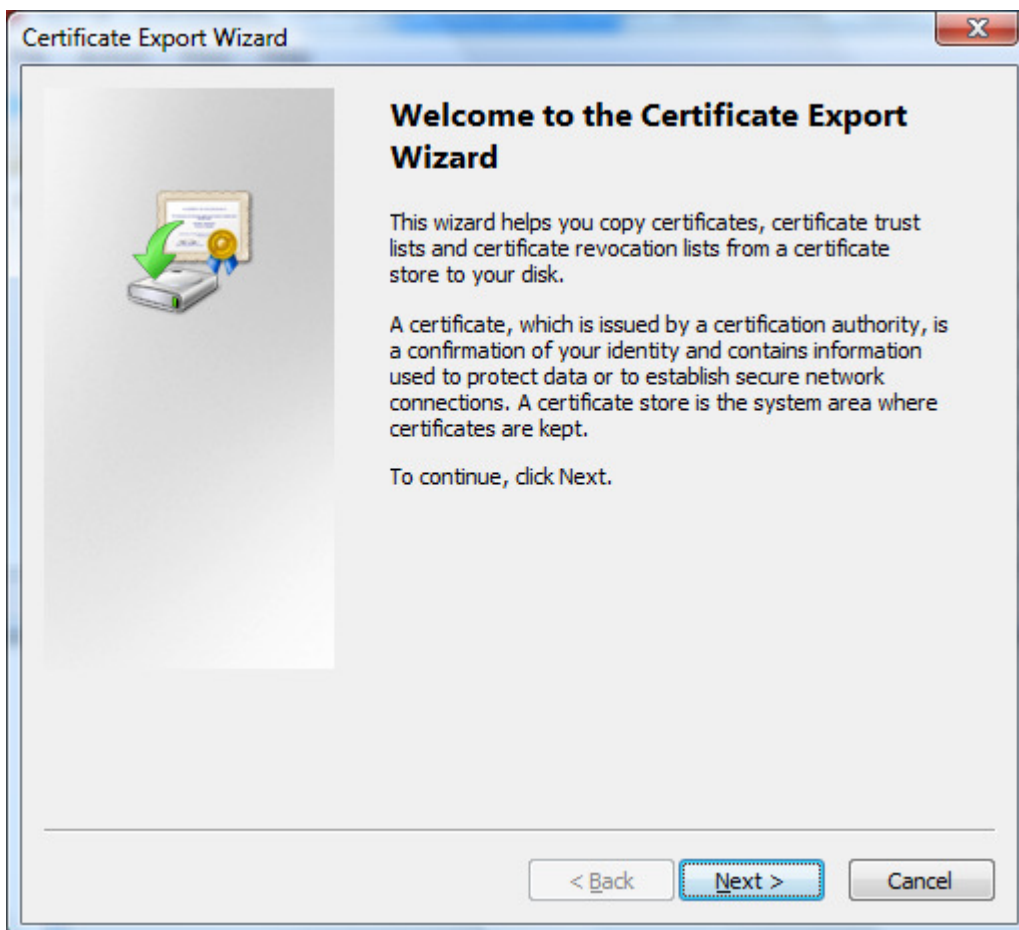 Certificate Export Wizard
Welcome to the Certificate Export
Wizard
This wizard helps you copy certificates, certificate trust
lists and certificate revocation lists from a certificate
store to your disk.
A certificate, which is issued by a certification authority, is
a confirmation of your identity and contains information
used to protect data or to establish secure network
connections. A certificate store is the system area where
certificates are kept.
To continue, click Next.
< Back
Next >
Cancel